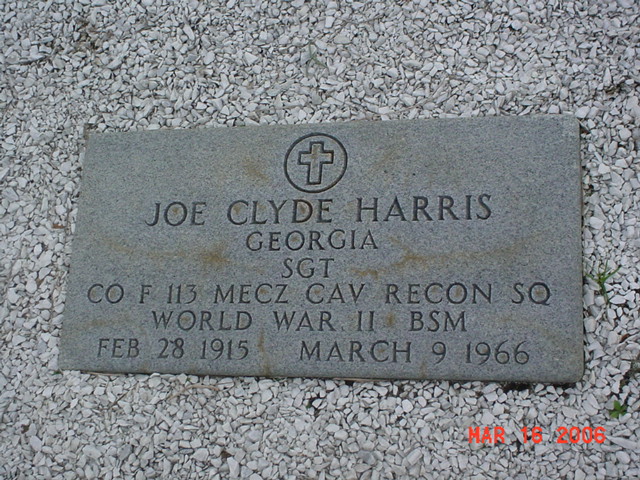 JOE CLYDE HARRIS
GEORGIA
SGT
CO F 113 MECZ CAV RECON SQ
WORLD WAR II BSM
FEB 28 1915 MARCH 9 1966
MAR 16 2006